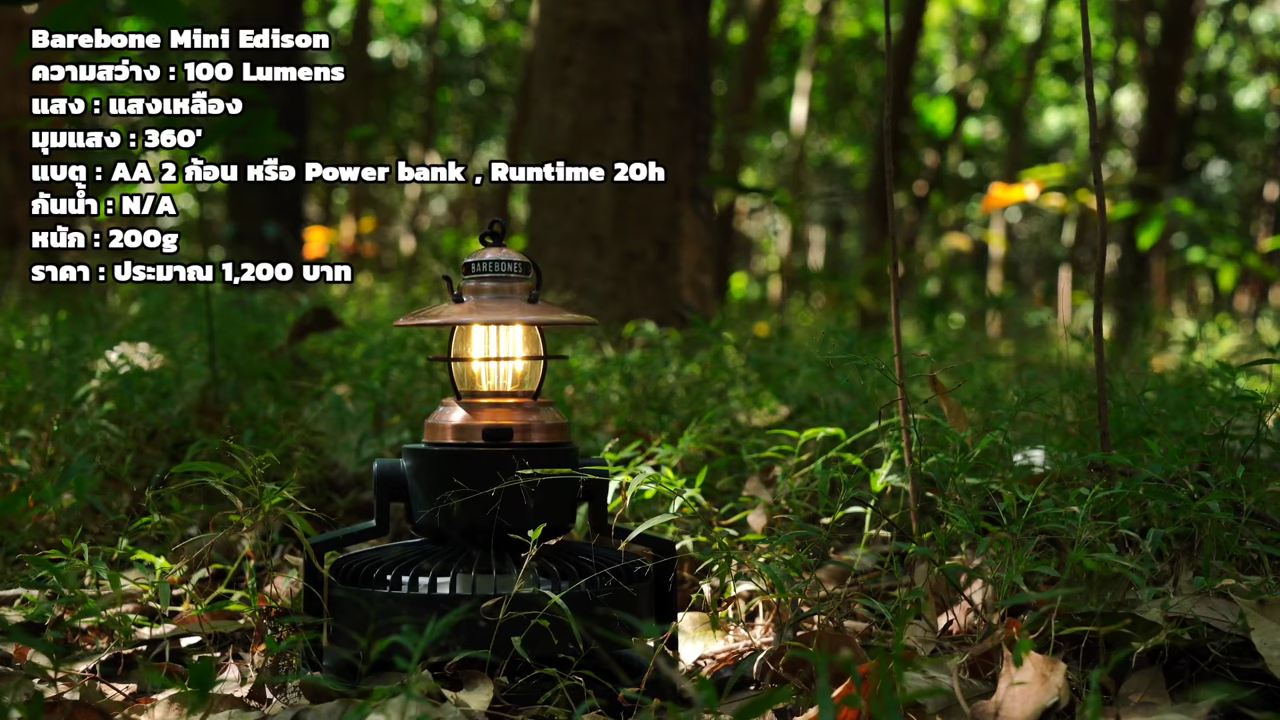 Barebone Mini Edison
ความสว่าง : 100 Lumens
แสง : แสงเหลือง
มุมแสง : 360'
แบต : AA 2 ก้อน หรือ Power bank , Runtime 20h
กันน้ำ : N/A
หนัก : 200g
ราคา : ประมาณ 1,200 บาท
BAREBONES